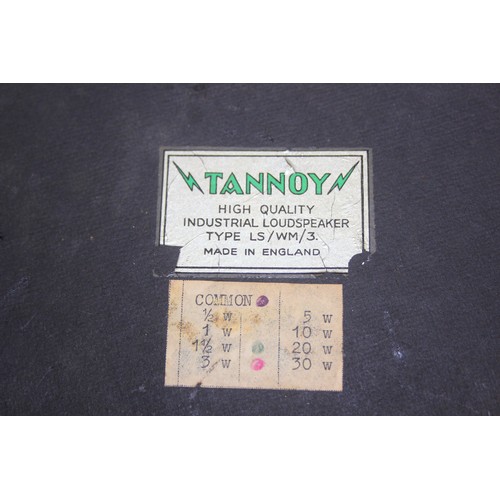 TANNOY
HIGH QUALITY
INDUSTRIAL LOUDSPEAKER
TYPE LS/WM/3.
MADE IN ENGLAND
COMMON
½ W 5 W
1 W 10 W
1½ W 20 W
3 W 30 W